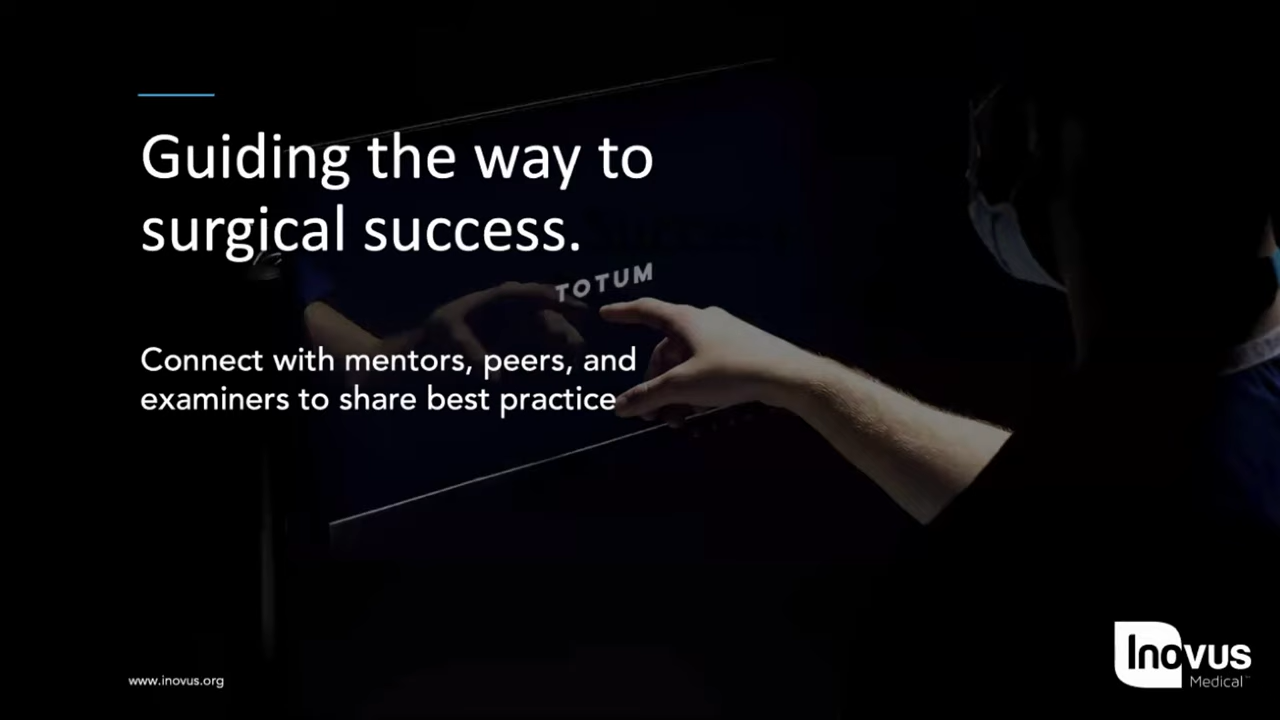 Guiding the way to
surgical success.
TOTUM
Connect with mentors, peers, and
examiners to share best practice
www.inovus.org
Inovus
Medical™